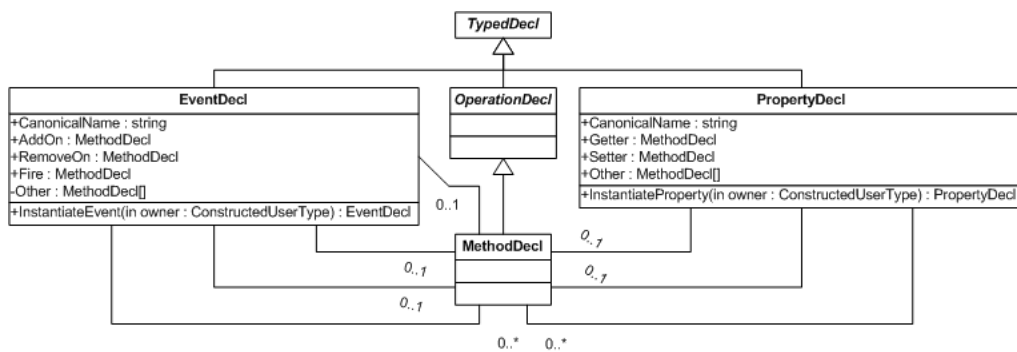 TypedDecl
EventDecl
+CanonicalName : string
+AddOn : MethodDecl
+RemoveOn : MethodDecl
+Fire : MethodDecl
-Other : MethodDecl[]
+InstantiateEvent(in owner : ConstructedUserType) : EventDecl
OperationDecl
PropertyDecl
+CanonicalName : string
+Getter : MethodDecl
+Setter : MethodDecl
+Other : MethodDecl[]
+InstantiateProperty(in owner : ConstructedUserType) : PropertyDecl
0..1
MethodDecl
0..1
0..1
0..1
0..1
0..1
0..*
0..*